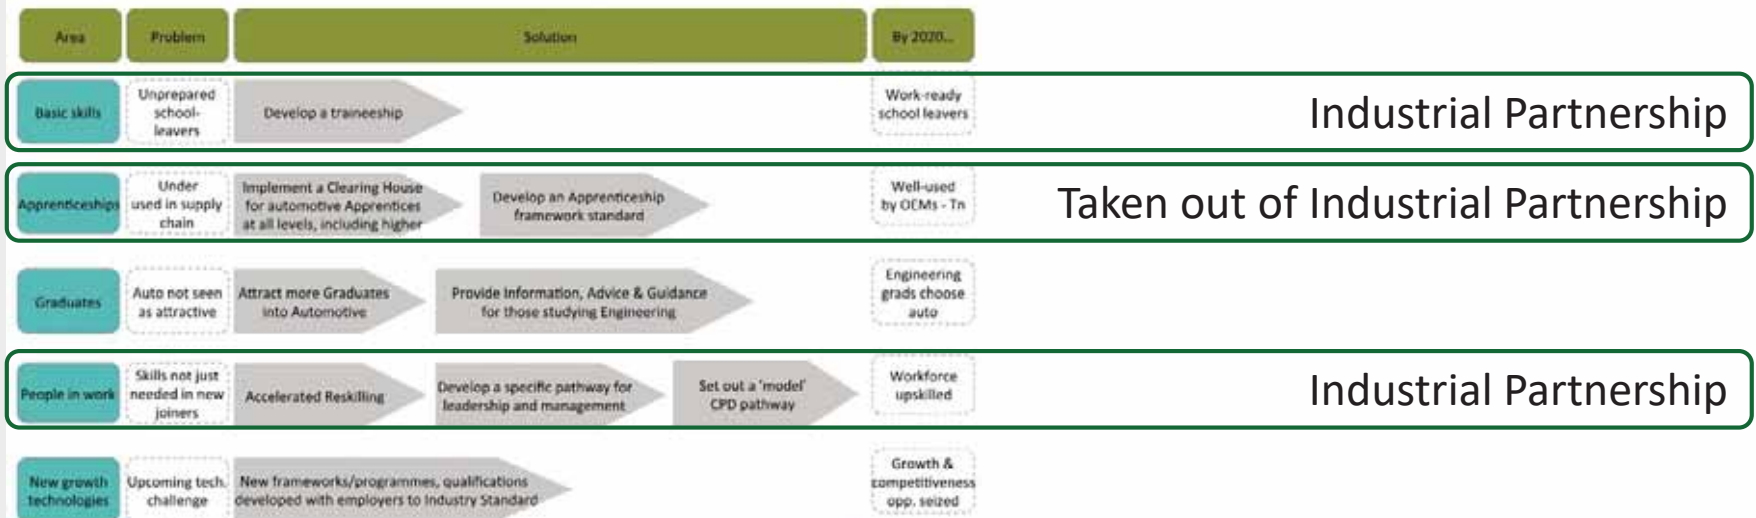 Area
Problem
Solution
By 2020...
Basic skills
Unprepared
school-
leavers
Develop a traineeship
Work-ready
school leavers
Industrial Partnership
Apprenticeships
Under
used in supply
chain
Implement a Clearing House
for automotive Apprentices
at all levels, including higher
Develop an Apprenticeship
framework standard
Well-used
by OEMs - Tn
Taken out of Industrial Partnership
Graduates
Auto not seen
as attractive
Attract more Graduates
into Automotive
Provide Information, Advice & Guidance
for those studying Engineering
Engineering
grads choose
auto
People in work
Skills not just
needed in new
joiners
Accelerated Reskilling
Develop a specific pathway for
leadership and management
Set out a 'model'
CPD pathway
Workforce
upskilled
Industrial Partnership
New growth
technologies
Upcoming tech.
challenge
New frameworks/programmes, qualifications
developed with employers to Industry Standard
Growth &
competitiveness
opp. seized